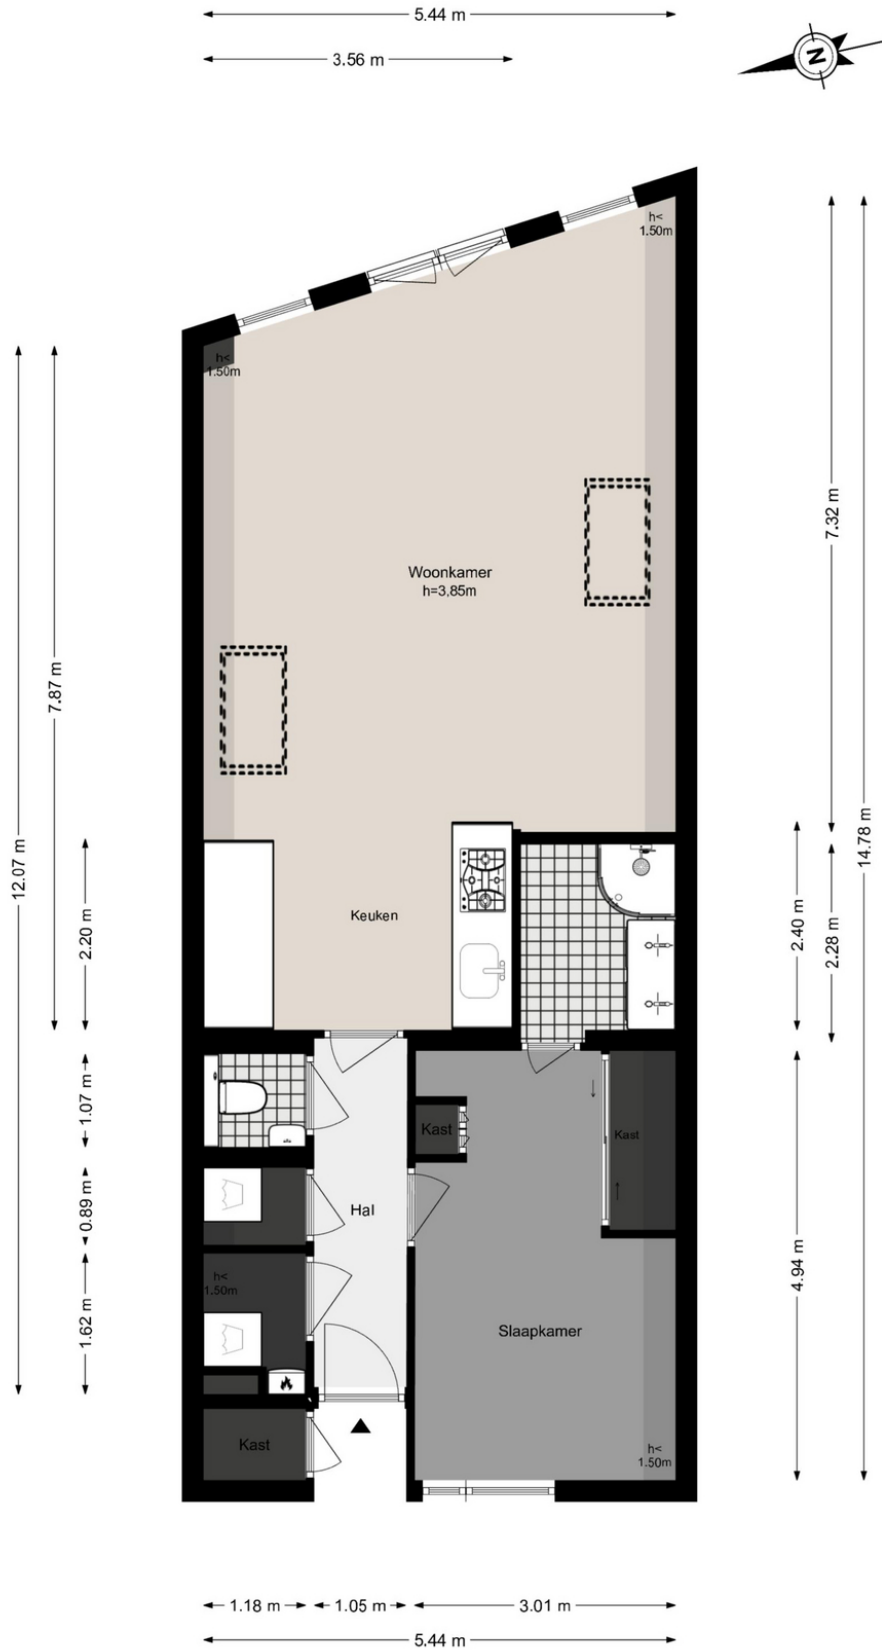 5.44 m
3.56 m
N
h<
1.50m
h<
1.50m
12.07 m
7.87 m
2.20 m
1.07 m
0.89 m
1.62 m
Woonkamer
h=3,85m
Keuken
Kast
Kast
Hal
h<
1.50m
Slaapkamer
Kast
h<
1.50m
7.32 m
14.78 m
2.40 m
2.28 m
4.94 m
1.18 m
1.05 m
3.01 m
5.44 m